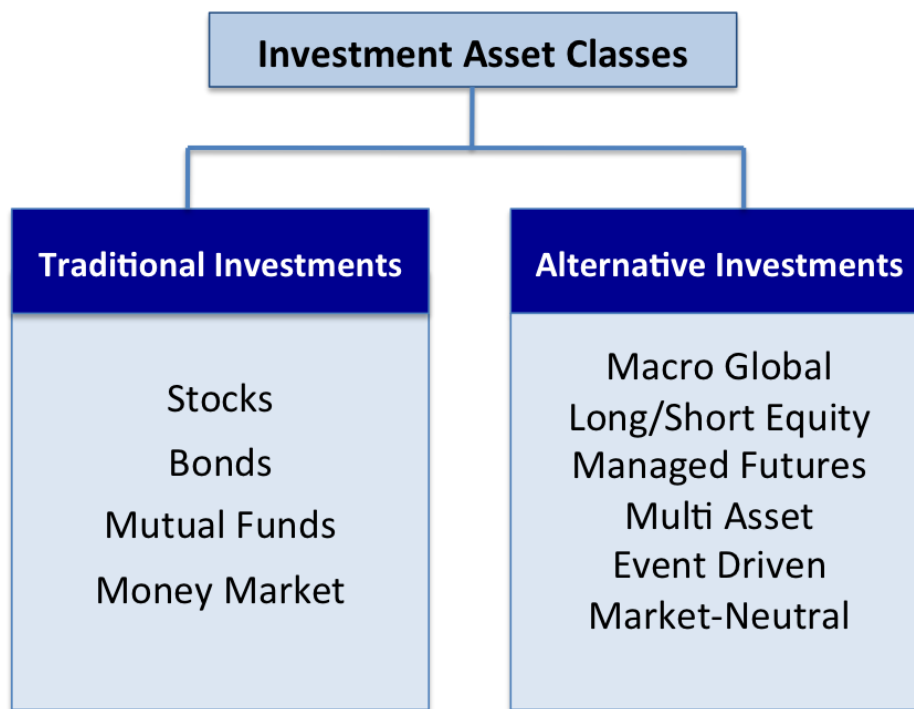 Investment Asset Classes
Traditional Investments
Stocks
Bonds
Mutual Funds
Money Market
Alternative Investments
Macro Global
Long/Short Equity
Managed Futures
Multi Asset
Event Driven
Market-Neutral